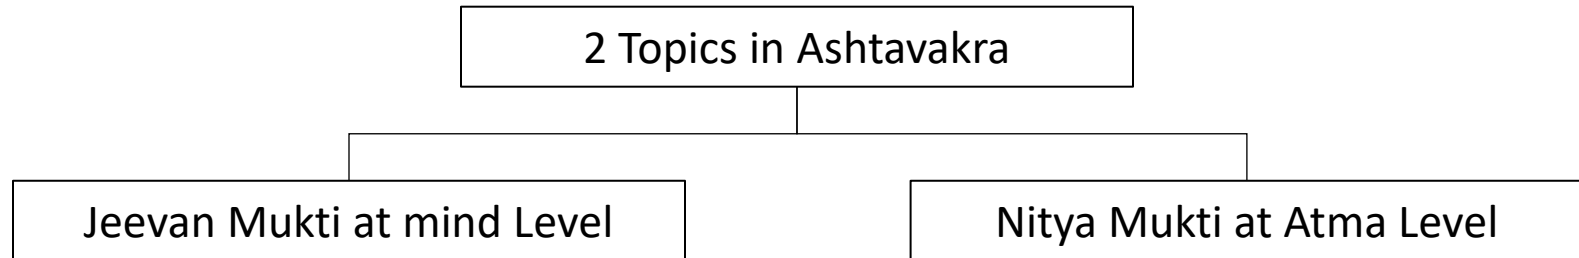 2 Topics in Ashtavakra
Jeevan Mukti at mind Level
Nitya Mukti at Atma Level